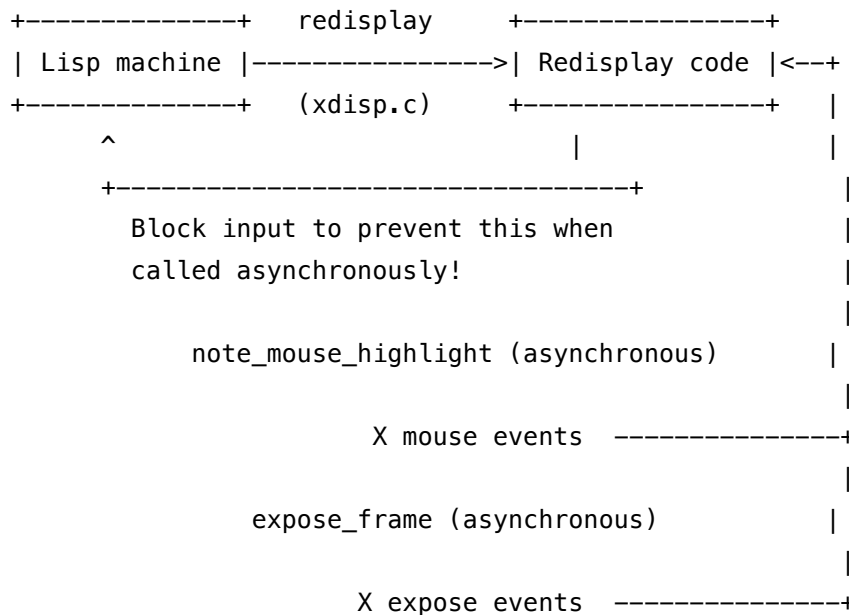 +--------------+   redisplay     +----------------+
| Lisp machine |---------------->| Redisplay code |<--+
+--------------+   (xdisp.c)     +----------------+   |
      ^                              |                |
      +----------------------------------+             |
        Block input to prevent this when               |
        called asynchronously!                         |
                                                       |
            note_mouse_highlight (asynchronous)       |
                                                       |
                        X mouse events  ---------------+
                                                       |
                expose_frame (asynchronous)           |
                                                       |
                       X expose events  ---------------+